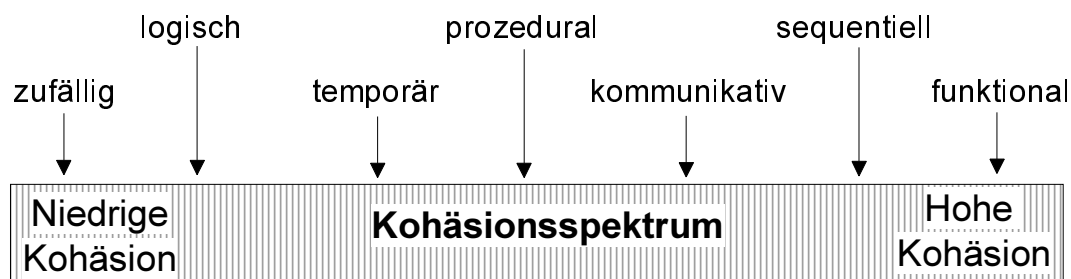 logisch prozedural sequentiell
zufällig temporär kommunikativ funktional
Niedrige Kohäsion
Kohäsionsspektrum
Hohe Kohäsion